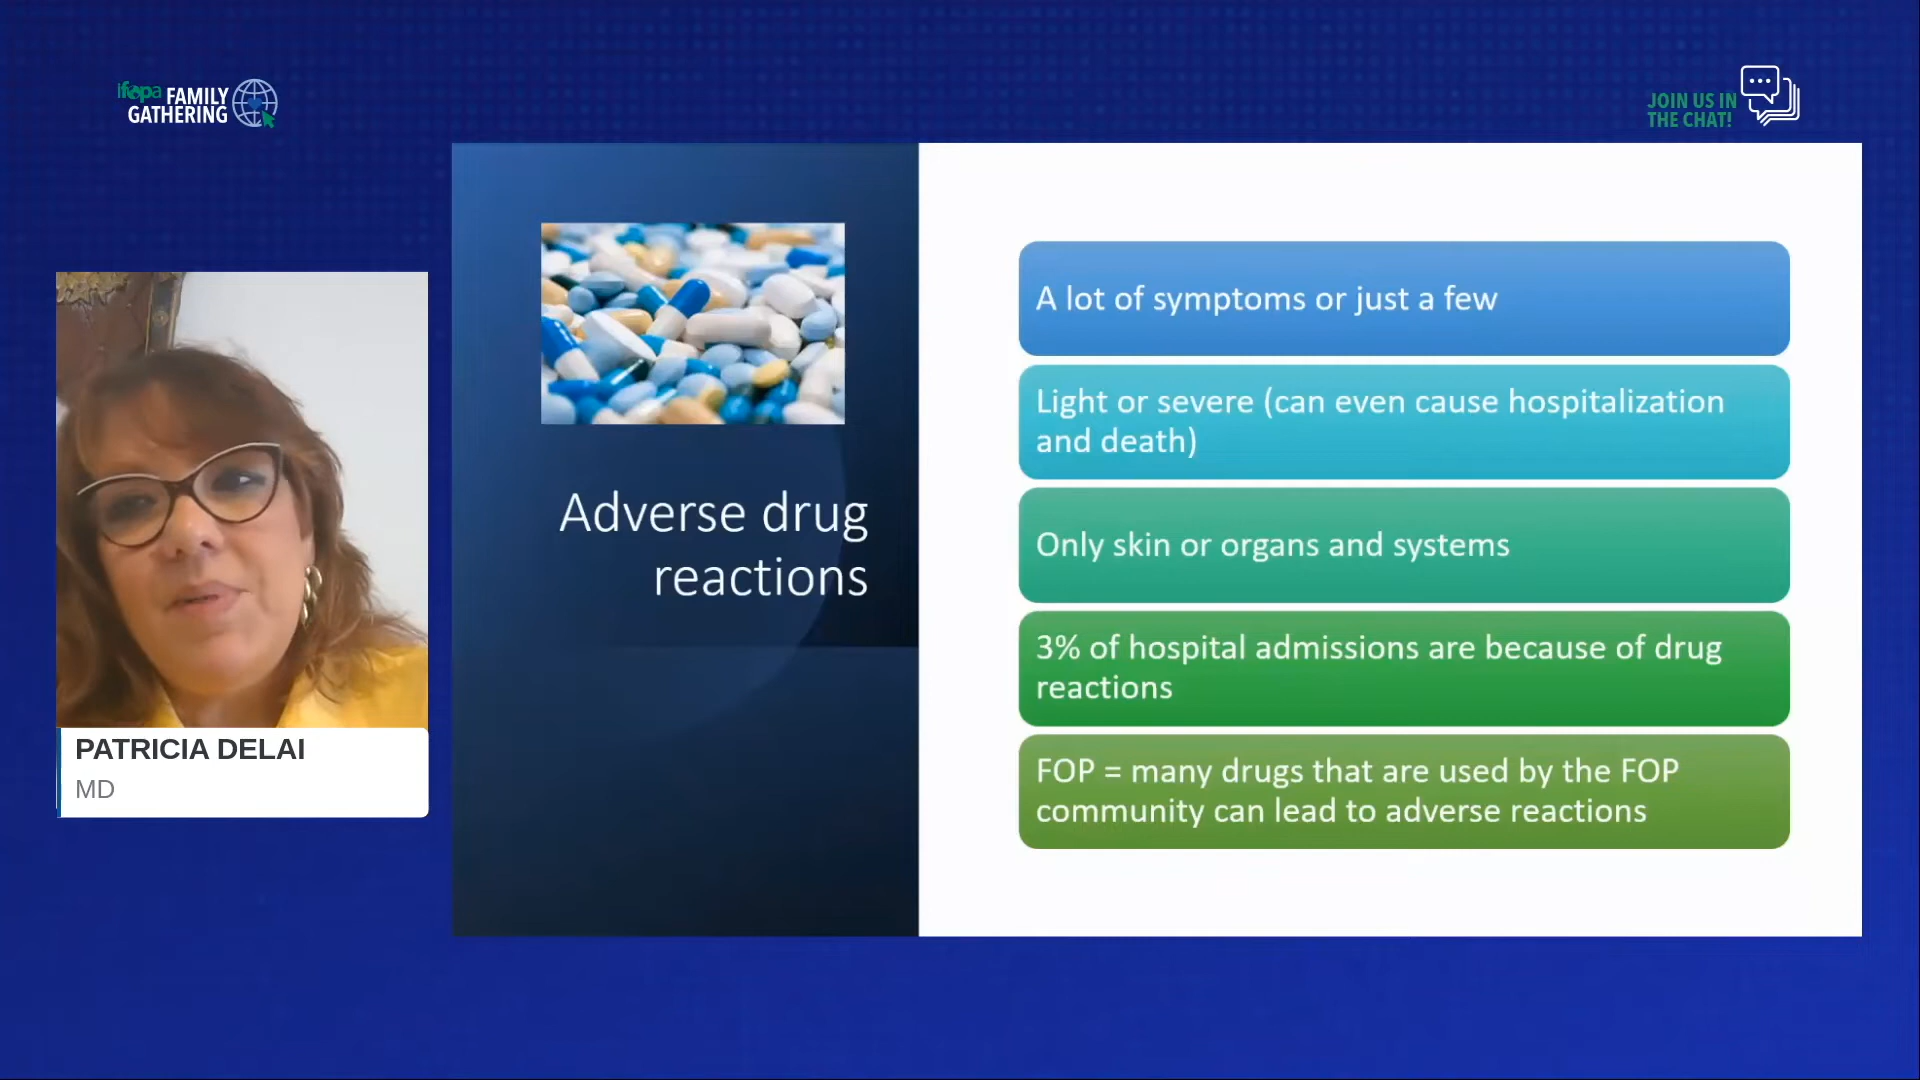 ifopa FAMILY
GATHERING
JOIN US IN
THE CHAT!
Adverse drug
reactions
A lot of symptoms or just a few
Light or severe (can even cause hospitalization
and death)
Only skin or organs and systems
3% of hospital admissions are because of drug
reactions
FOP = many drugs that are used by the FOP
community can lead to adverse reactions
PATRICIA DELAI
MD